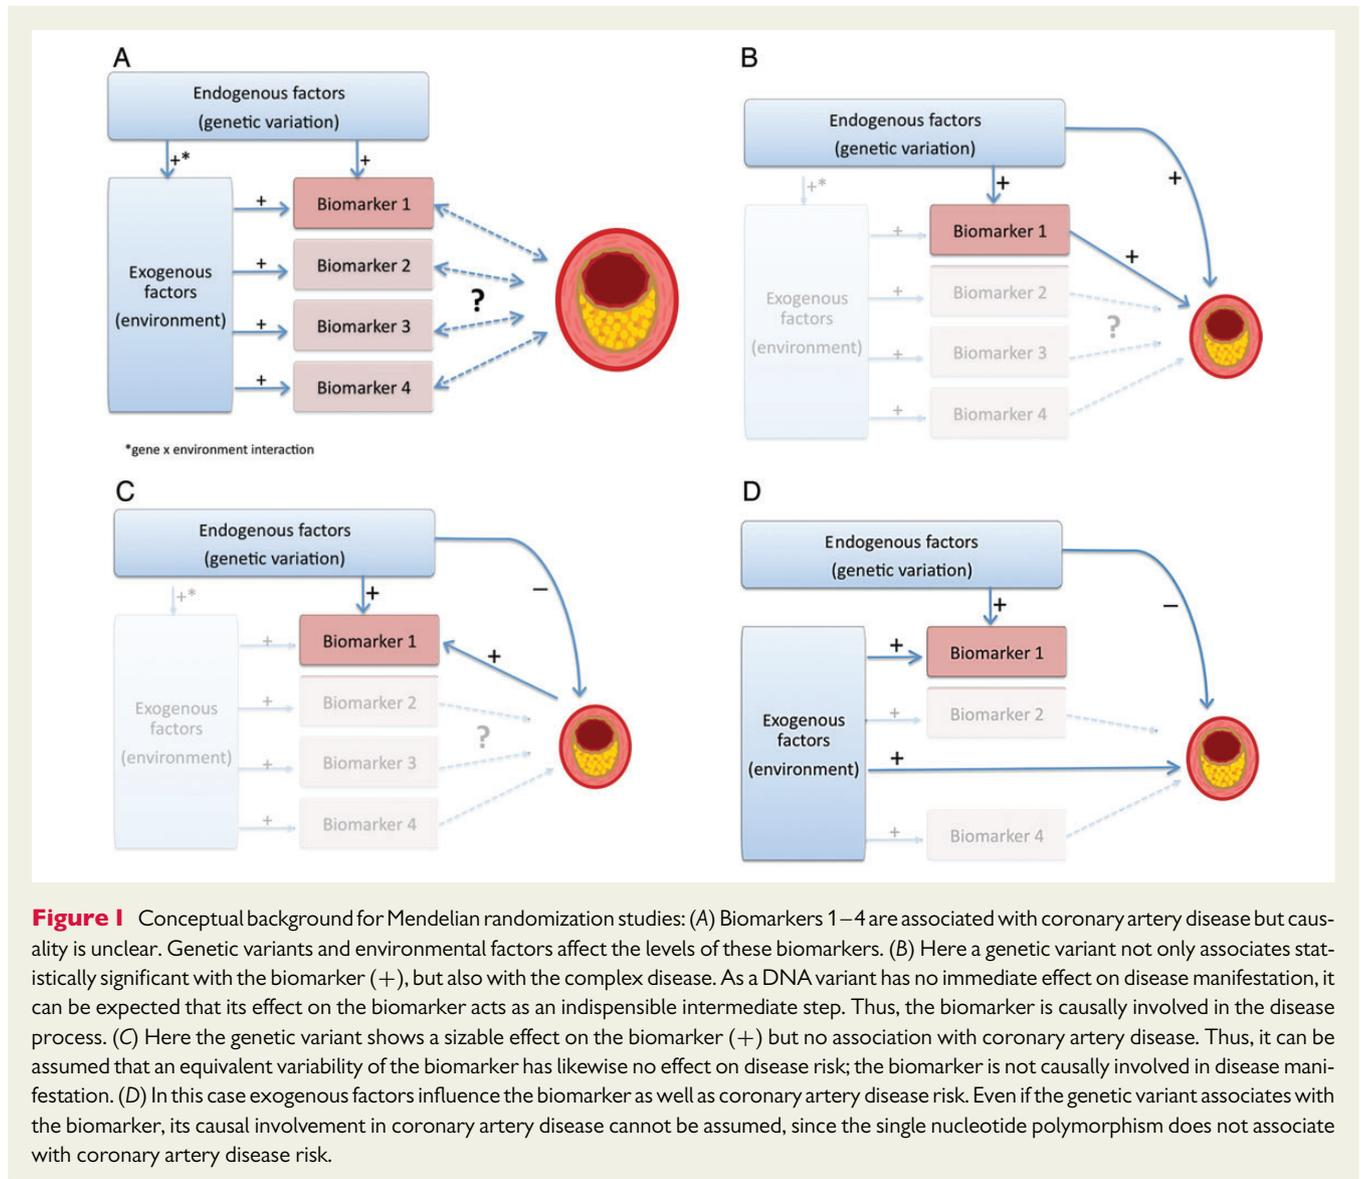 A
Endogenous factors
(genetic variation)
+*
+
Exogenous
factors
(environment)
+
+
+
+
Biomarker 1
Biomarker 2
Biomarker 3
Biomarker 4
?
*gene x environment interaction
B
Endogenous factors
(genetic variation)
+*
+
+
Exogenous
factors
(environment)
+
+
+
+
Biomarker 1
Biomarker 2
Biomarker 3
Biomarker 4
+
?
C
Endogenous factors
(genetic variation)
+*
+
–
Exogenous
factors
(environment)
+
+
+
+
Biomarker 1
Biomarker 2
Biomarker 3
Biomarker 4
+
?
D
Endogenous factors
(genetic variation)
+
–
Exogenous
factors
(environment)
+
+
+
+
Biomarker 1
Biomarker 2
Biomarker 4
Figure I Conceptual background for Mendelian randomization studies: (A) Biomarkers 1–4 are associated with coronary artery disease but caus-
ality is unclear. Genetic variants and environmental factors affect the levels of these biomarkers. (B) Here a genetic variant not only associates stat-
istically significant with the biomarker (+), but also with the complex disease. As a DNA variant has no immediate effect on disease manifestation, it
can be expected that its effect on the biomarker acts as an indispensible intermediate step. Thus, the biomarker is causally involved in the disease
process. (C) Here the genetic variant shows a sizable effect on the biomarker (+) but no association with coronary artery disease. Thus, it can be
assumed that an equivalent variability of the biomarker has likewise no effect on disease risk; the biomarker is not causally involved in disease mani-
festation. (D) In this case exogenous factors influence the biomarker as well as coronary artery disease risk. Even if the genetic variant associates with
the biomarker, its causal involvement in coronary artery disease cannot be assumed, since the single nucleotide polymorphism does not associate
with coronary artery disease risk.